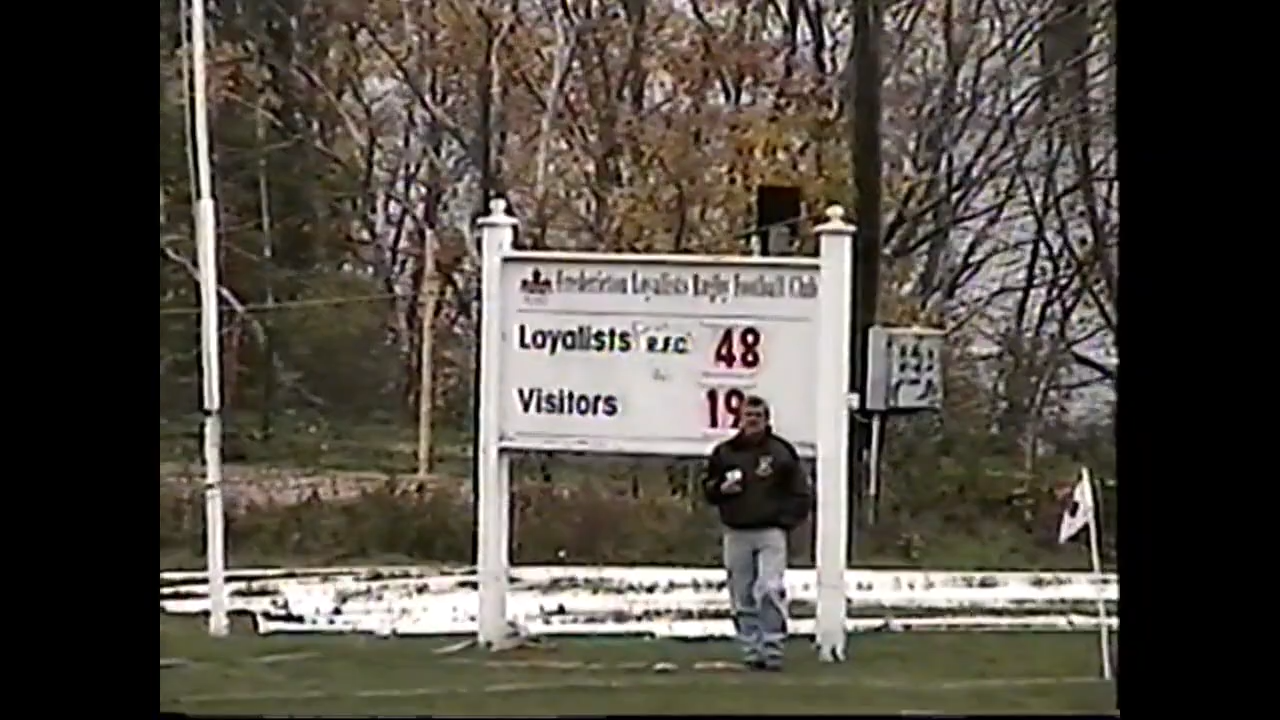 Fredericton Loyalists Rugby Football Club
Loyalists R.F.C. 48
Visitors 19